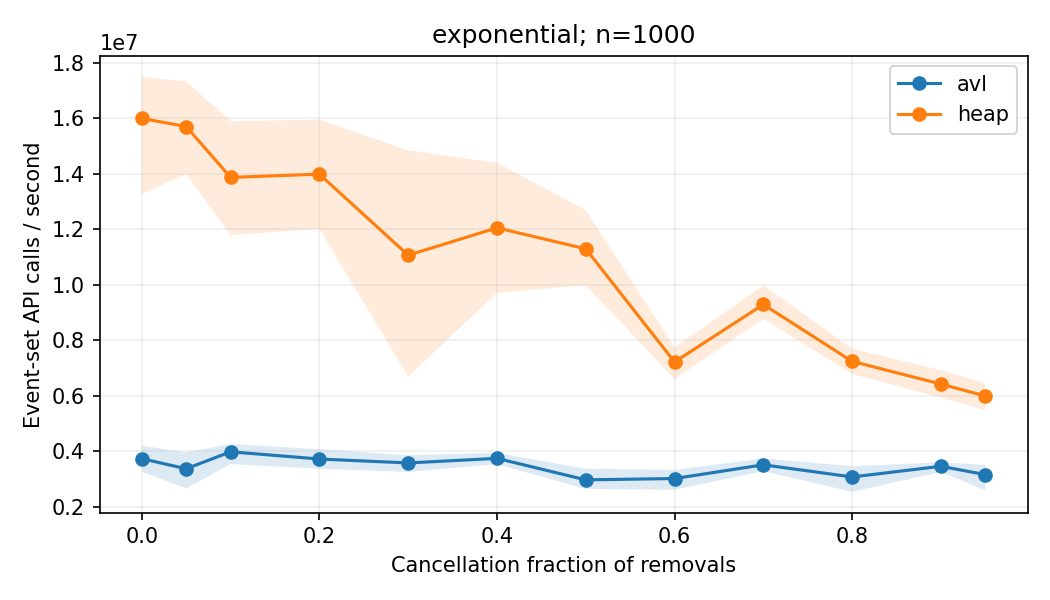 exponential; n=1000
1e7
1.8
1.6
1.4
1.2
1.0
0.8
0.6
0.4
0.2
0.0
0.2
0.4
0.6
0.8
Event-set API calls / second
Cancellation fraction of removals
avl
heap